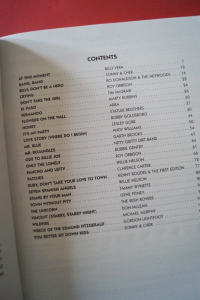 CONTENTS
AT THIS MOMENT BILLY VERA
BANG, BANG SONNY & CHER 7
BILLY, DON'T BE A HERO BO DONALDSON & THE HEYWOODS
CRYING ROY ORBISON
DON'T TAKE THE GIRL TIM McGRAW
EL PASO MARTY ROBBINS
FERNANDO ABBA
FLOWERS ON THE WALL STATLER BROTHERS
HONEY BOBBY GOLDSBORO
IT'S MY PARTY LESLEY GORE
LOVE STORY (WHERE DO I BEGIN) ANDY WILLIAMS
MR. BLUE GARTH BROOKS
MR. BOJANGLES NITTY GRITTY DIRT BAND
ODE TO BILLIE JOE BOBBIE GENTRY
ONLY THE LONELY ROY ORBISON
PANCHO AND LEFTY WILLIE NELSON
PATCHES CLARENCE CARTER
RUBY, DON'T TAKE YOUR LOVE TO TOWN KENNY ROGERS & THE FIRST EDITION
SEVEN SPANISH ANGELS WILLIE NELSON
STAND BY YOUR MAN TAMMY WYNETTE
TOWN WITHOUT PITY GENE PITNEY
THE UNICORN THE IRISH ROVERS
VINCENT (STARRY, STARRY NIGHT) DON McLEAN
WILDFIRE MICHAEL MURPHY
WRECK OF THE EDMUND FITZGERALD GORDON LIGHTFOOT
YOU BETTER SIT DOWN KIDS SONNY & CHER